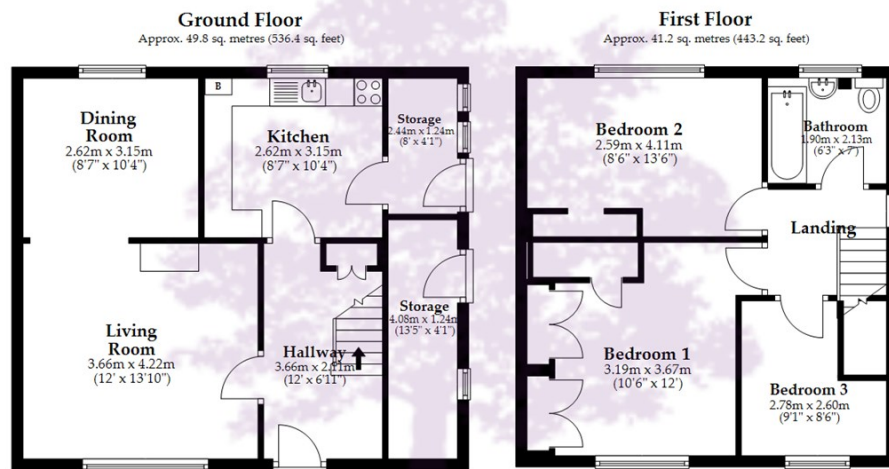 Ground Floor
Approx. 49.8 sq. metres (536.4 sq. feet)
Dining
Room
2.62m x 3.15m
(8'7" x 10'4")
B
Kitchen
2.62m x 3.15m
(8'7" x 10'4")
Storage
2.44m x 1.24m
(8' x 4'1")
Living
Room
3.66m x 4.22m
(12' x 13'10")
Hallway
3.66m x 2.11m
(12' x 6'11")
Storage
4.08m x 1.24m
(13'5" x 4'1")
First Floor
Approx. 41.2 sq. metres (443.2 sq. feet)
Bedroom 2
2.59m x 4.11m
(8'6" x 13'6")
Bathroom
1.90m x 2.13m
(6'3" x 7')
Landing
Bedroom 1
3.19m x 3.67m
(10'6" x 12')
Bedroom 3
2.78m x 2.60m
(9'1" x 8'6")